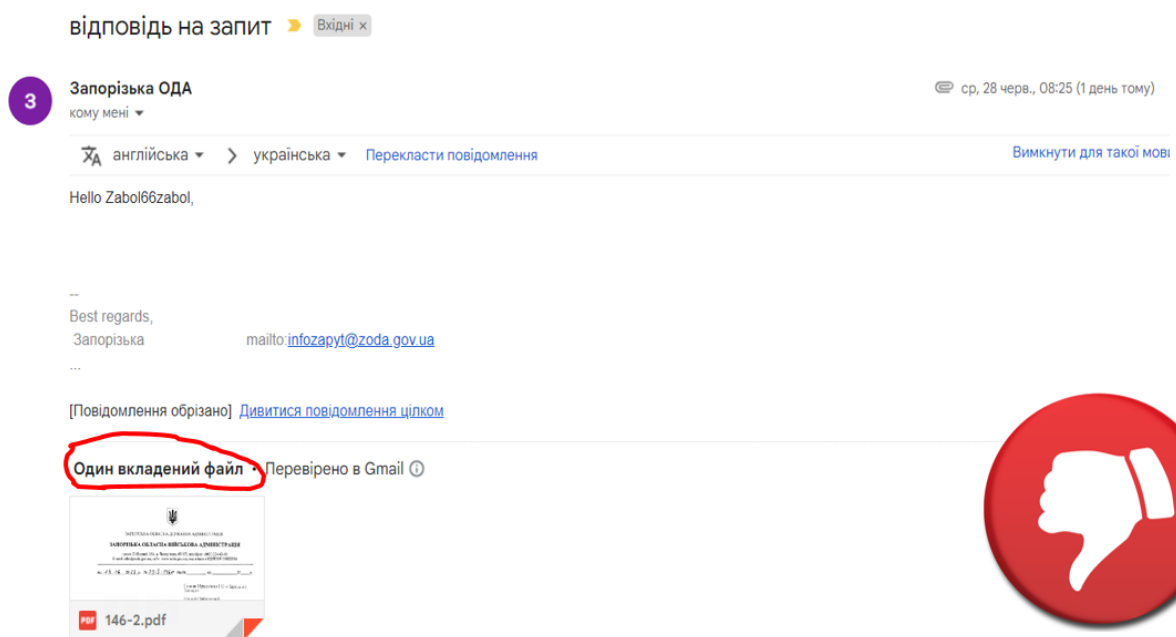 відповідь на запит Вхідні ×
З
Запорізька ОДА
ср, 28 черв., 08:25 (1 день тому)
кому мені
англійська > українська Перекласти повідомлення
Вимкнути для такої мови
Hello Zabol66zabol,
--
Best regards,
Запорізька mailto:infozapyt@zoda.gov.ua
...
[Повідомлення обрізано] Дивитися повідомлення цілком
Один вкладений файл • Перевірено в Gmail
ЗАПОРІЗЬКА ОБЛАСНА ВІЙСЬКОВА АДМІНІСТРАЦІЯ
PDF 146-2.pdf